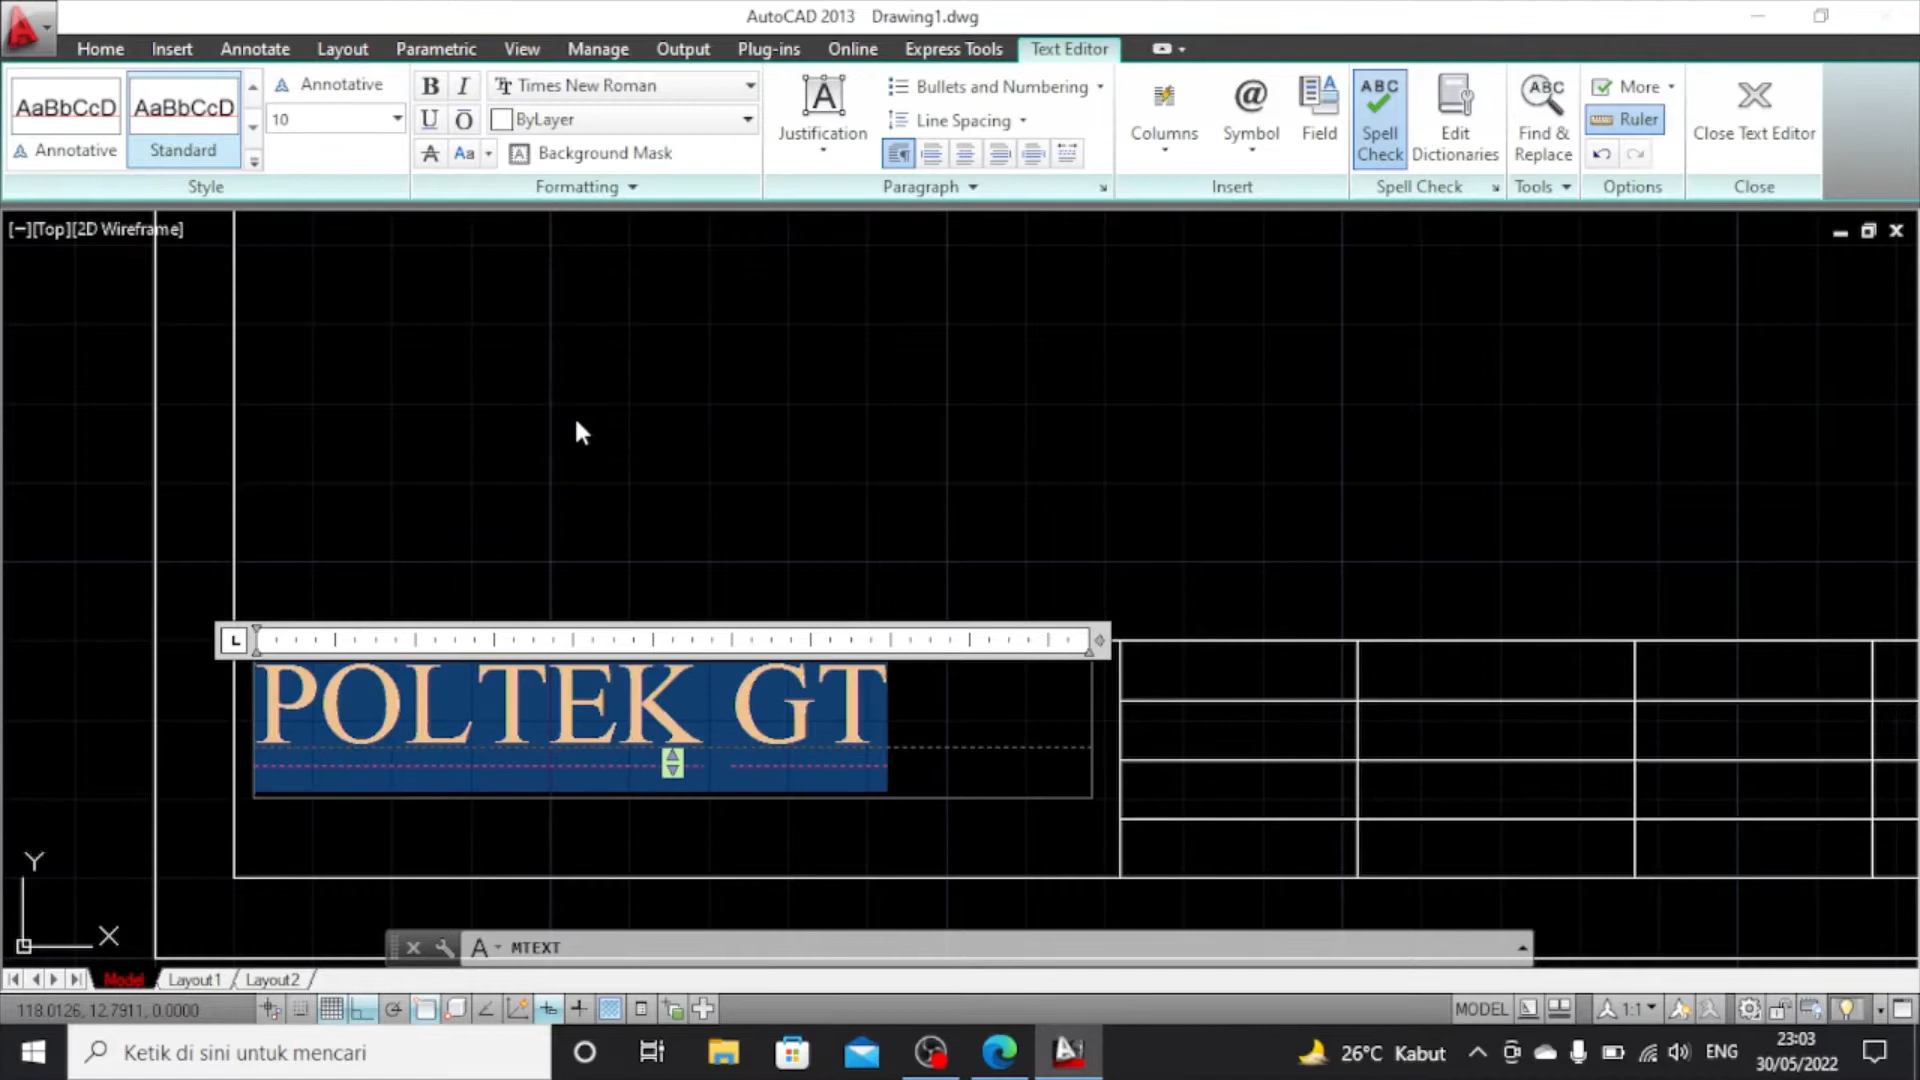 AutoCAD 2013 Drawing1.dwg
Home Insert Annotate Layout Parametric View Manage Output Plug-ins Online Express Tools Text Editor
AaBbCcD AaBbCcD
Annotative Standard
Annotative
10
Style
B I Times New Roman
U O ByLayer
A Aa Background Mask
Formatting
A
Justification
Bullets and Numbering
Line Spacing
Paragraph
Columns
@
Symbol
Field
Insert
ABC
Spell
Check
Edit
Dictionaries
Spell Check
ABC
Find &
Replace
Tools
More
Ruler
Options
Close Text Editor
Close
[−][Top][2D Wireframe]
L
POLTEK GT
Y
X
A MTEXT
Model Layout1 Layout2
118.0126, 12.7911, 0.0000
MODEL
1:1
Ketik di sini untuk mencari
26°C Kabut
ENG
23:03
30/05/2022